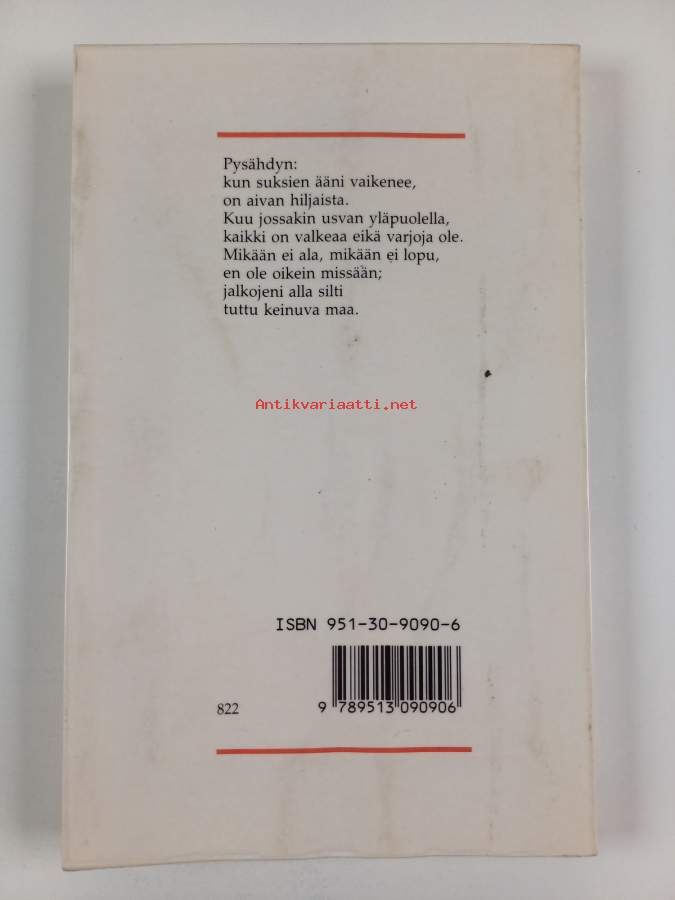 Pysähdyn:
kun suksien ääni vaikenee,
on aivan hiljaista.
Kuu jossakin usvan yläpuolella,
kaikki on valkeaa eikä varjoja ole.
Mikään ei ala, mikään ei lopu,
en ole oikein missään;
jalkojeni alla silti
tuttu keinuva maa.
Antikvariaatti.net
ISBN 951-30-9090-6
822
9 789513 090906